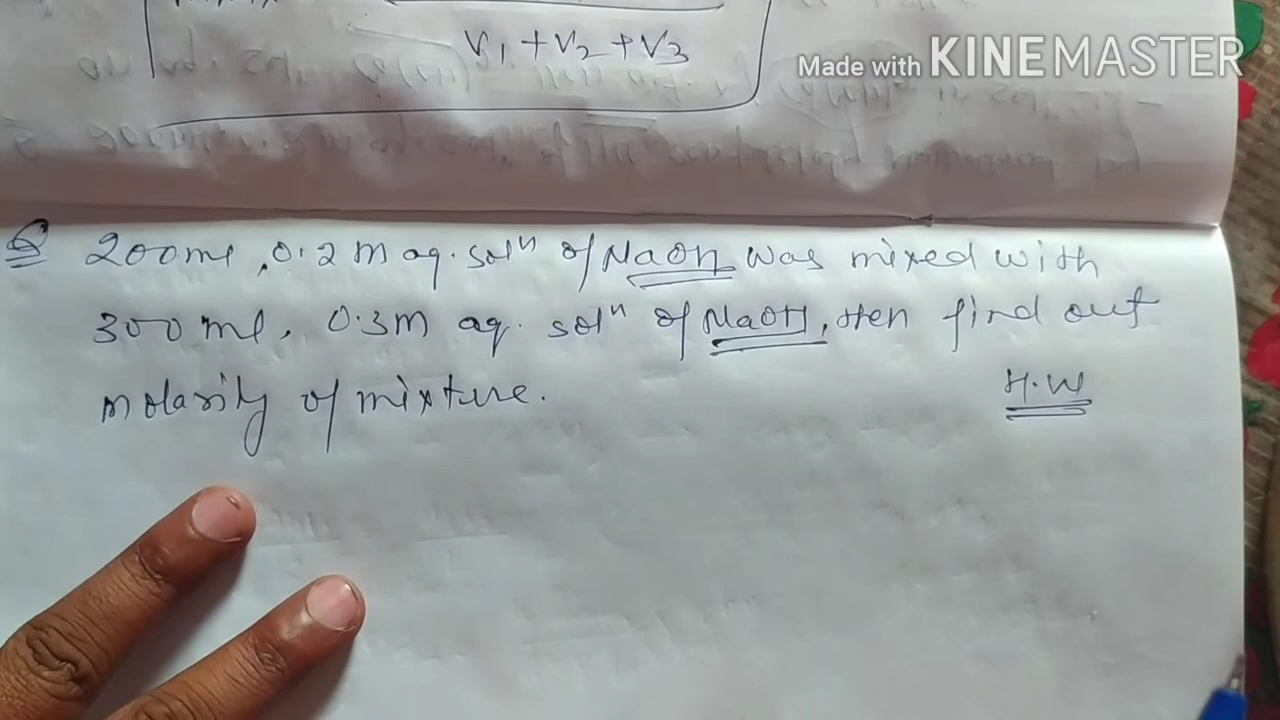 V1 + V2 + V3
Made with KINEMASTER
Q 200ml, 0.2 M aq. solⁿ of NaOH was mixed with
300 ml, 0.3M aq. solⁿ of NaOH, then find out
molarity of mixture.
H.W